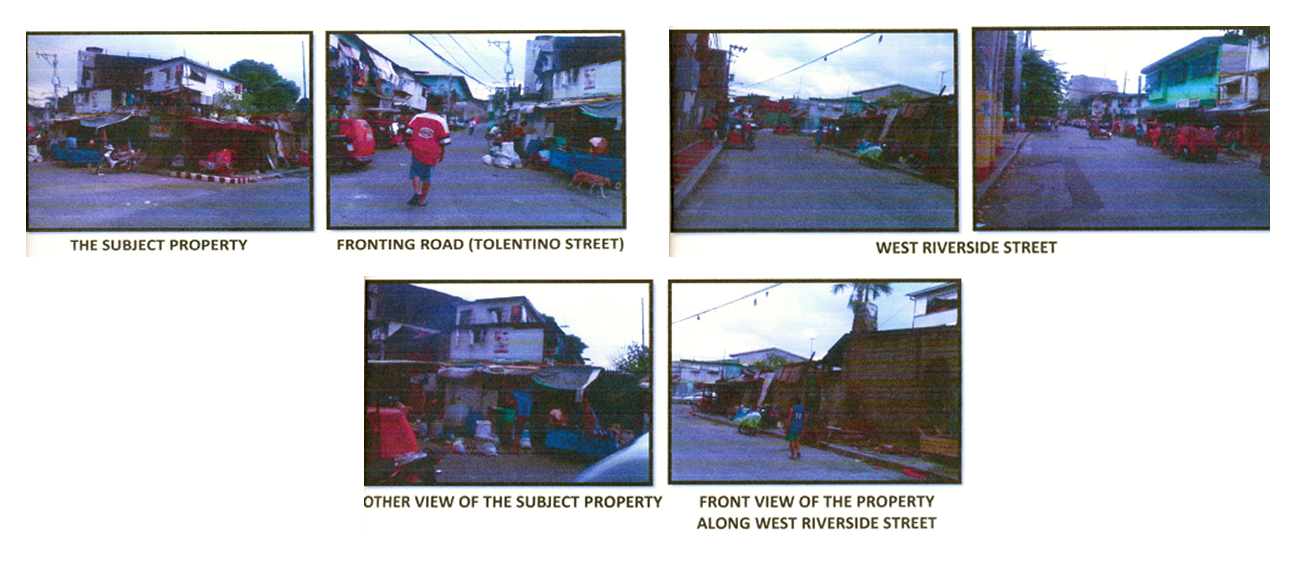 THE SUBJECT PROPERTY
FRONTING ROAD (TOLENTINO STREET)
WEST RIVERSIDE STREET
OTHER VIEW OF THE SUBJECT PROPERTY
FRONT VIEW OF THE PROPERTY
ALONG WEST RIVERSIDE STREET